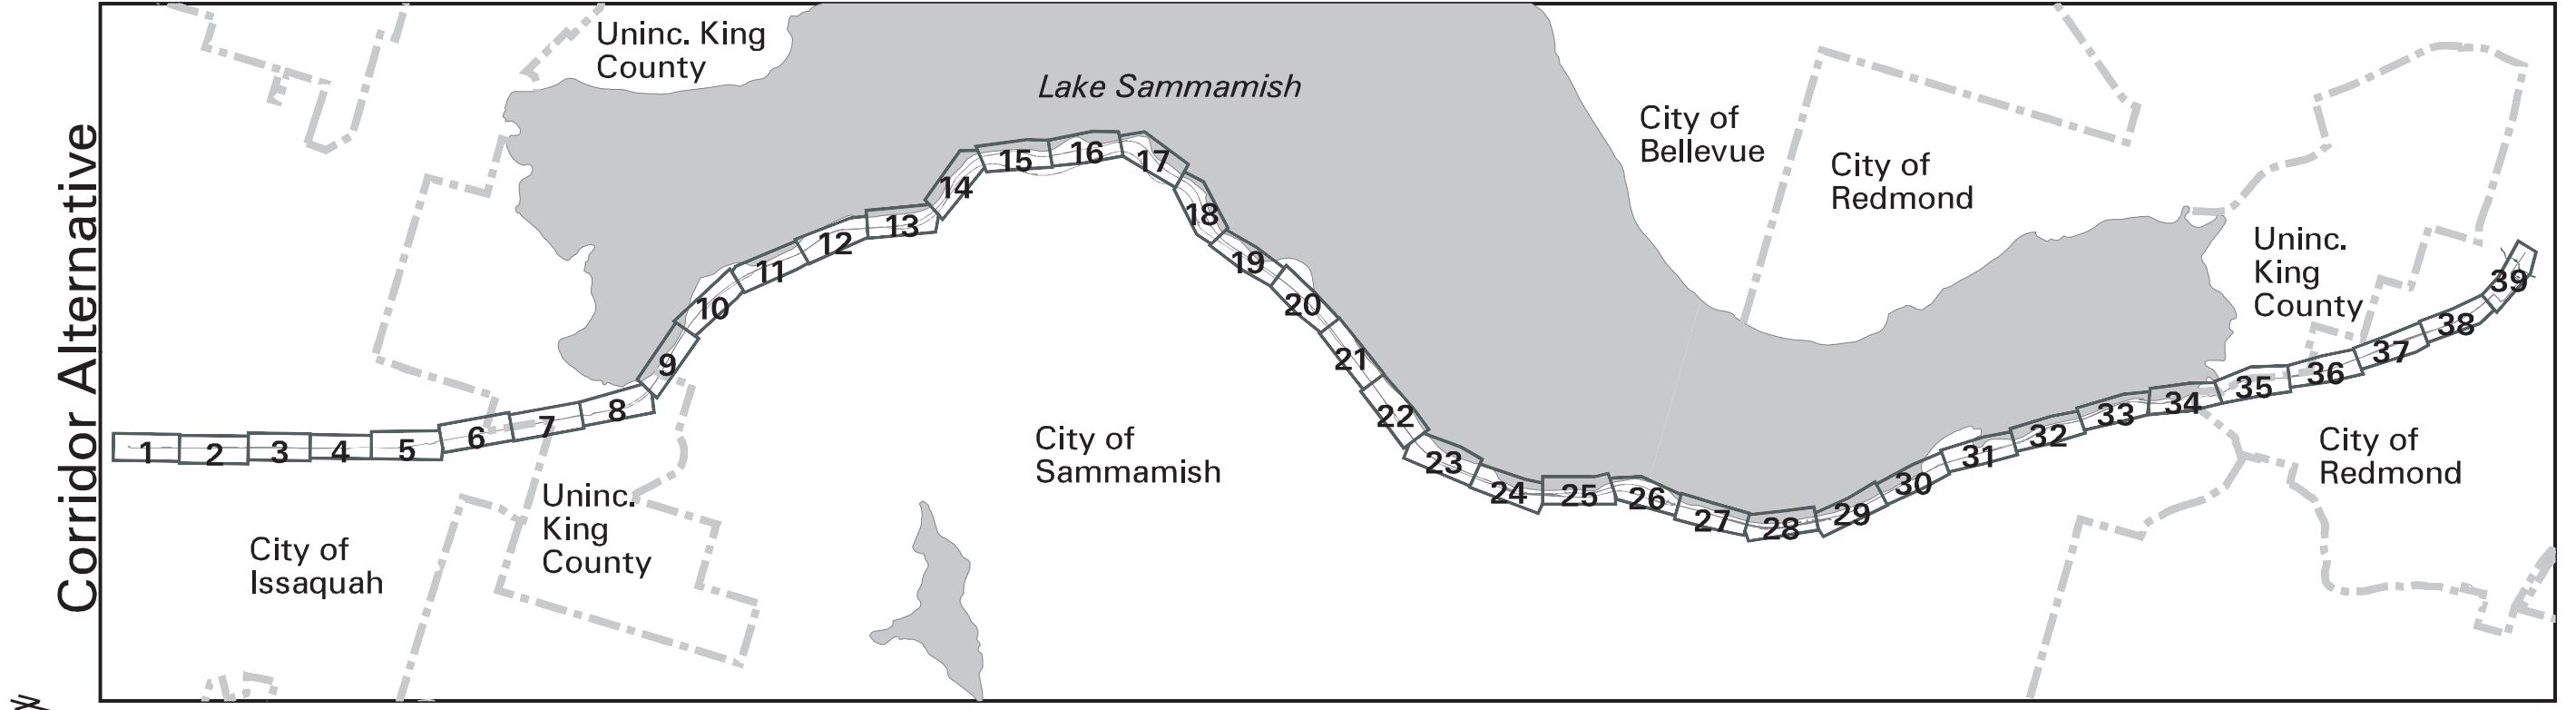 Corridor Alternative
Uninc. King
County
Lake Sammamish
City of
Bellevue
City of
Redmond
Uninc.
King
County
City of
Redmond
City of
Sammamish
Uninc.
King
County
City of
Issaquah
1
2
3
4
5
6
7
8
9
10
11
12
13
14
15
16
17
18
19
20
21
22
23
24
25
26
27
28
29
30
31
32
33
34
35
36
37
38
39